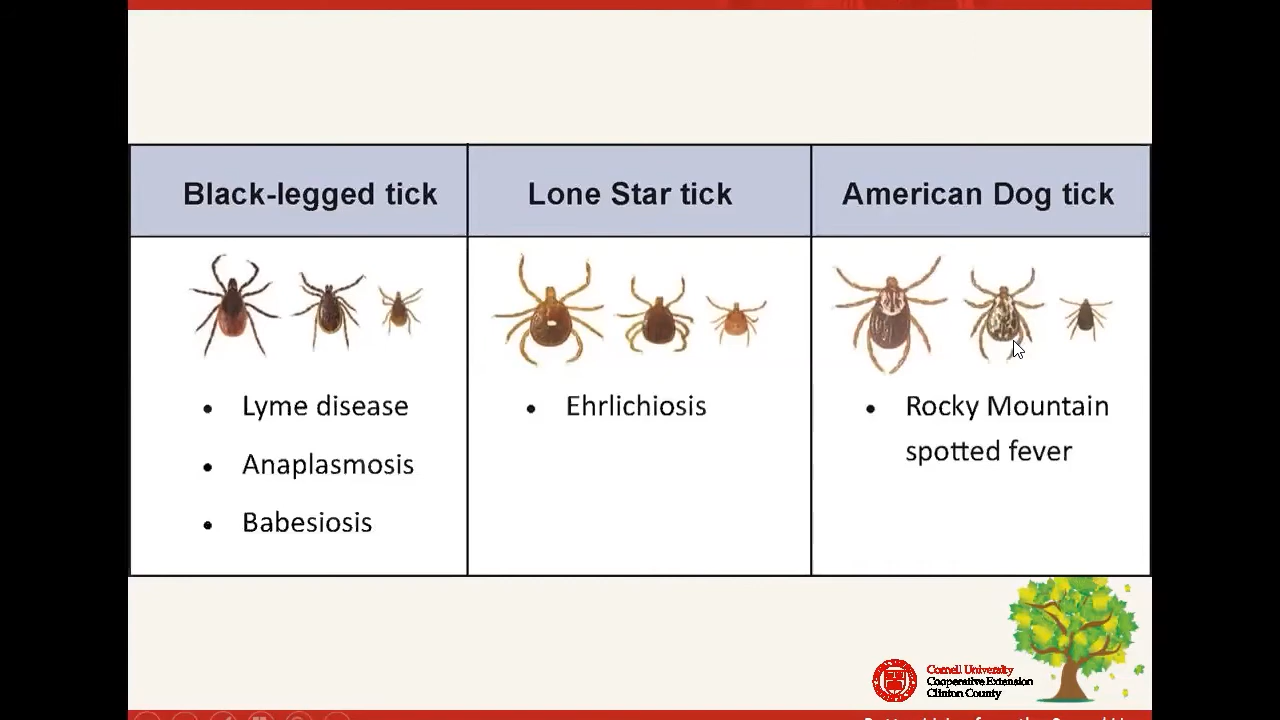 Black-legged tick
Lone Star tick
American Dog tick
• Lyme disease
• Anaplasmosis
• Babesiosis
• Ehrlichiosis
• Rocky Mountain
spotted fever
Cornell University
Cooperative Extension
Clinton County